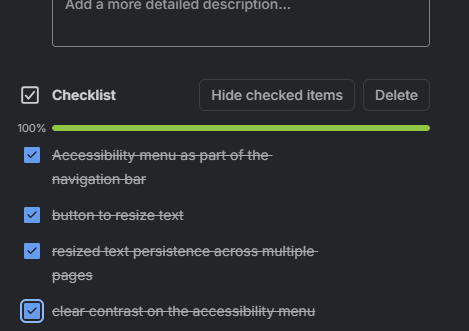 Add a more detailed description...
Checklist
Hide checked items
Delete
100%
Accessibility menu as part of the
navigation bar
button to resize text
resized text persistence across multiple
pages
clear contrast on the accessibility menu